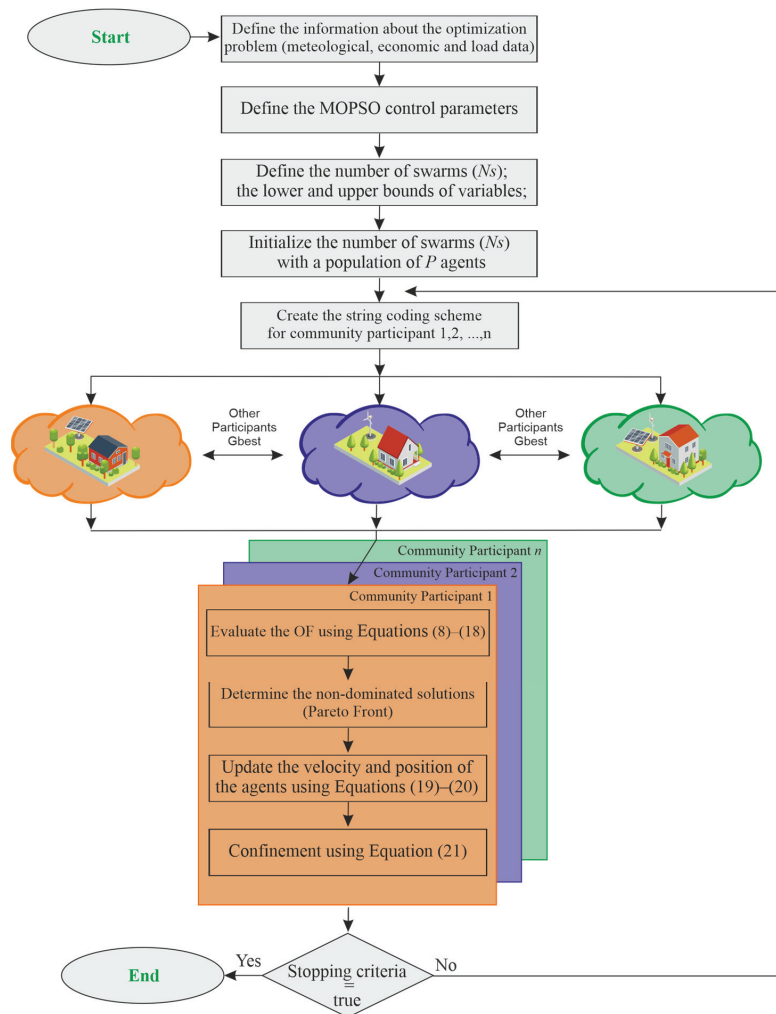 Start
Define the information about the optimization
problem (meteological, economic and load data)
Define the MOPSO control parameters
Define the number of swarms (Ns);
the lower and upper bounds of variables;
Initialize the number of swarms (Ns)
with a population of P agents
Create the string coding scheme
for community participant 1,2, ...,n
Other
Participants
Gbest
Other
Participants
Gbest
Community Participant n
Community Participant 2
Community Participant 1
Evaluate the OF using Equations (8)–(18)
Determine the non-dominated solutions
(Pareto Front)
Update the velocity and position of
the agents using Equations (19)–(20)
Confinement using Equation (21)
Stopping criteria
=
true
Yes
No
End